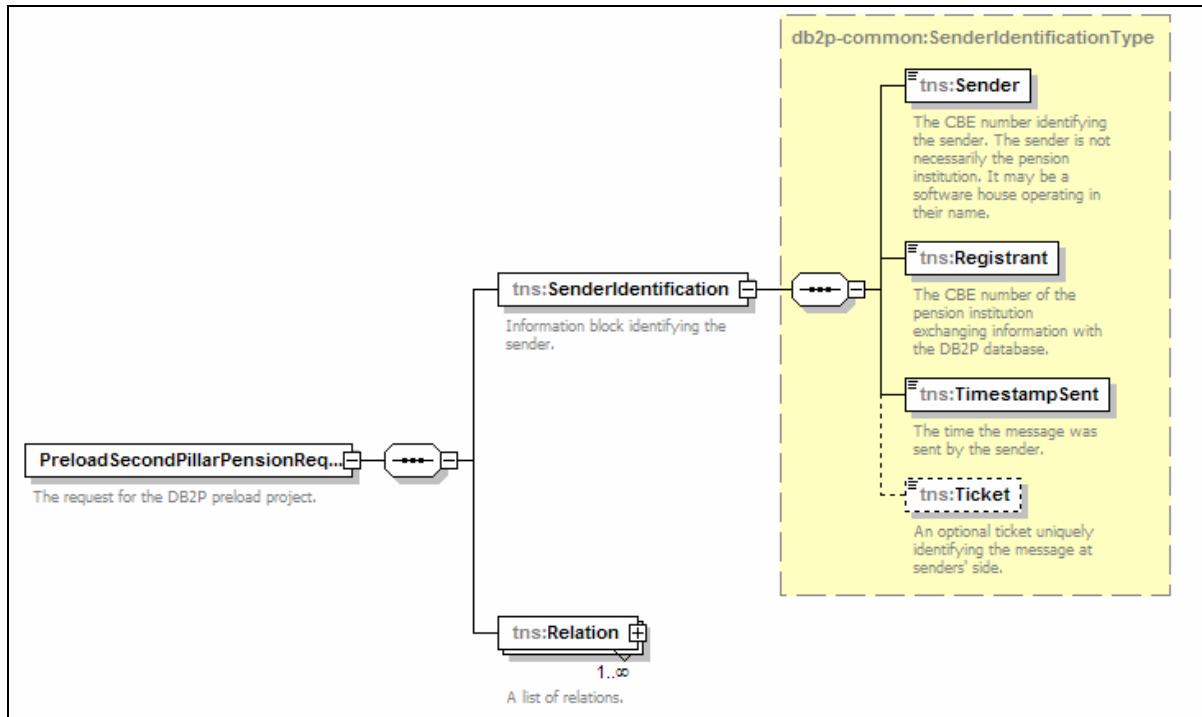 db2p-common:SenderIdentificationType
tns:Sender
The CBE number identifying
the sender. The sender is not
necessarily the pension
institution. It may be a
software house operating in
their name.
tns:Registrant
The CBE number of the
pension institution
exchanging information with
the DB2P database.
tns:SenderIdentification
Information block identifying the
sender.
tns:TimestampSent
The time the message was
sent by the sender.
tns:Ticket
An optional ticket uniquely
identifying the message at
senders' side.
PreloadSecondPillarPensionReq...
The request for the DB2P preload project.
tns:Relation
1..∞
A list of relations.